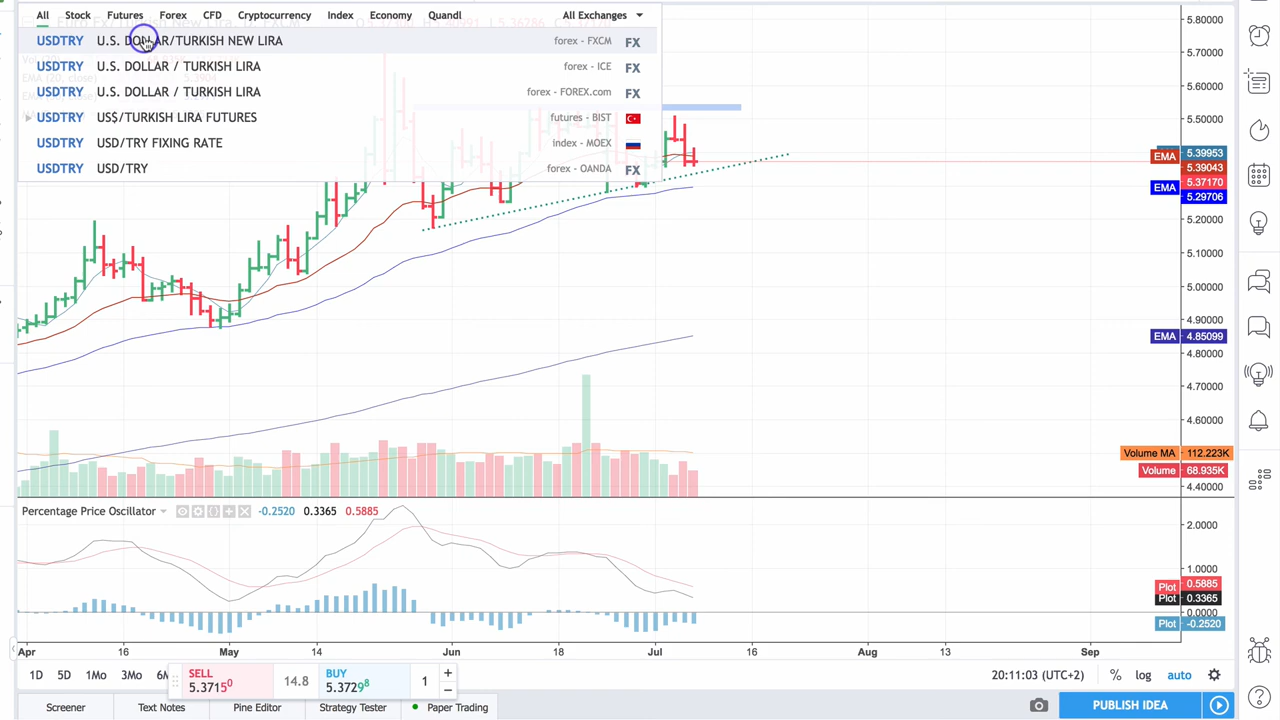 All Stock Futures Forex CFD Cryptocurrency Index Economy Quandl All Exchanges
USDTRY U.S. DOLLAR/TURKISH NEW LIRA forex - FXCM FX
USDTRY U.S. DOLLAR / TURKISH LIRA forex - ICE FX
USDTRY U.S. DOLLAR / TURKISH LIRA forex - FOREX.com FX
USDTRY US$/TURKISH LIRA FUTURES futures - BIST
USDTRY USD/TRY FIXING RATE index - MOEX
USDTRY USD/TRY forex - OANDA FX
5.80000
5.70000
5.60000
5.50000
5.39953
EMA 5.39043
5.37170
EMA 5.29706
5.20000
5.10000
5.00000
4.90000
EMA 4.85099
4.80000
4.70000
4.60000
Volume MA 112.223K
Volume 68.935K
4.40000
Percentage Price Oscillator -0.2520 0.3365 0.5885
2.0000
1.0000
Plot 0.5885
Plot 0.3365
0.0000
Plot -0.2520
Apr 16 May 14 Jun 18 Jul 16 Aug 13 Sep
1D 5D 1Mo 3Mo
SELL
5.3715⁰
14.8
BUY
5.3729⁸
1 + −
20:11:03 (UTC+2) % log auto
Screener Text Notes Pine Editor Strategy Tester Paper Trading
PUBLISH IDEA